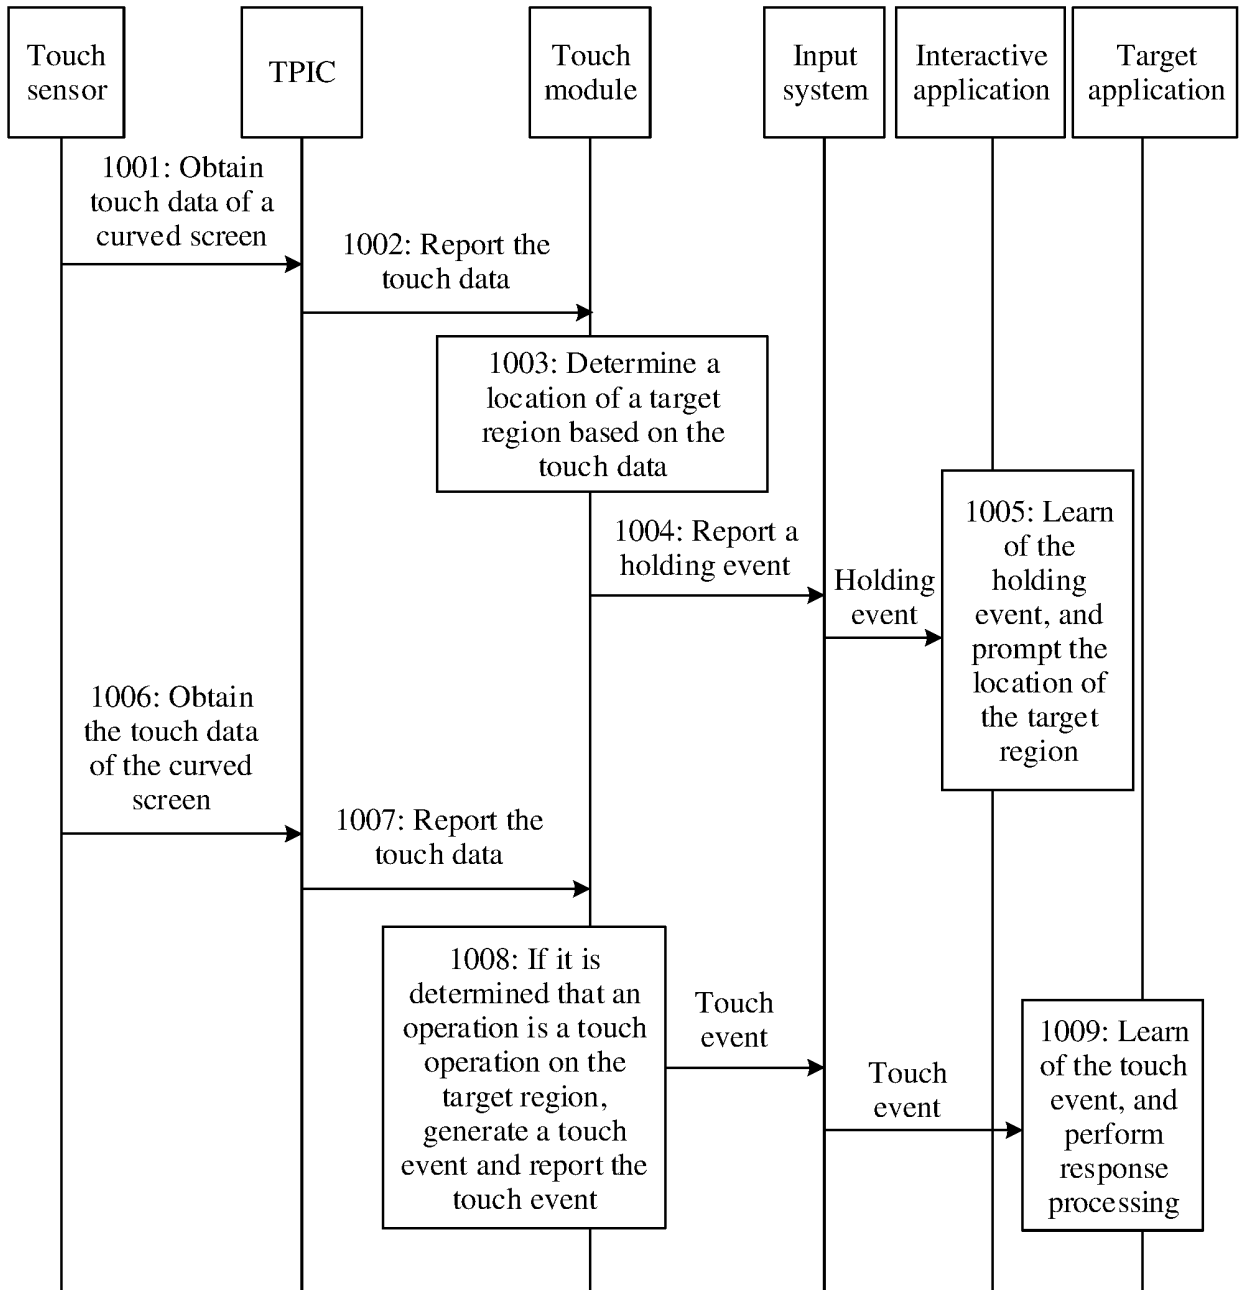 Touch
sensor
TPIC
Touch
module
Input
system
Interactive
application
Target
application
1001: Obtain
touch data of a
curved screen
1002: Report the
touch data
1003: Determine a
location of a target
region based on the
touch data
1004: Report a
holding event
Holding
event
1005: Learn
of the
holding
event, and
prompt the
location of
the target
region
1006: Obtain
the touch data
of the curved
screen
1007: Report the
touch data
1008: If it is
determined that an
operation is a touch
operation on the
target region,
generate a touch
event and report the
touch event
Touch
event
Touch
event
1009: Learn
of the touch
event, and
perform
response
processing